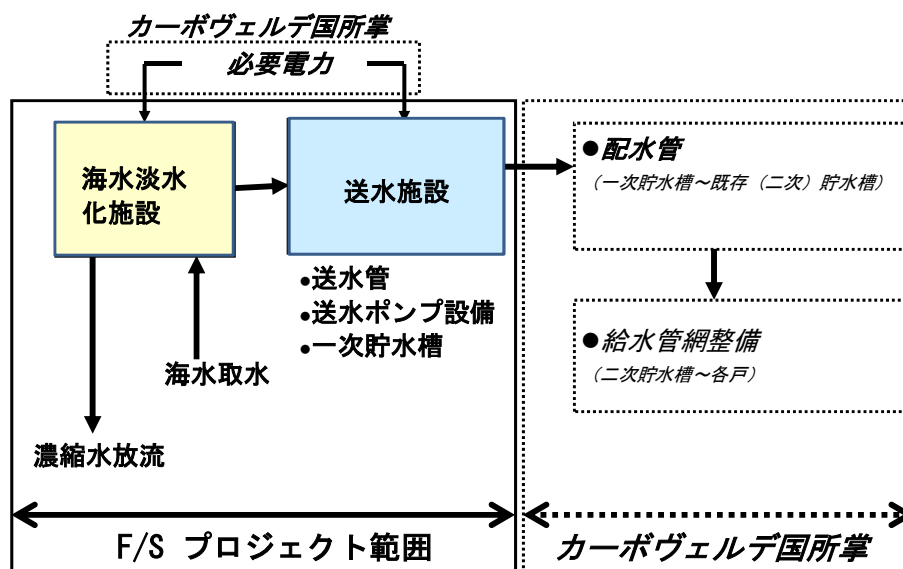 カーボヴェルデ国所掌
必要電力
海水淡水
化施設
送水施設
●配水管
（一次貯水槽～既存（二次）貯水槽）
●送水管
●送水ポンプ設備
●一次貯水槽
●給水管網整備
（二次貯水槽～各戸）
海水取水
濃縮水放流
F/S プロジェクト範囲
カーボヴェルデ国所掌